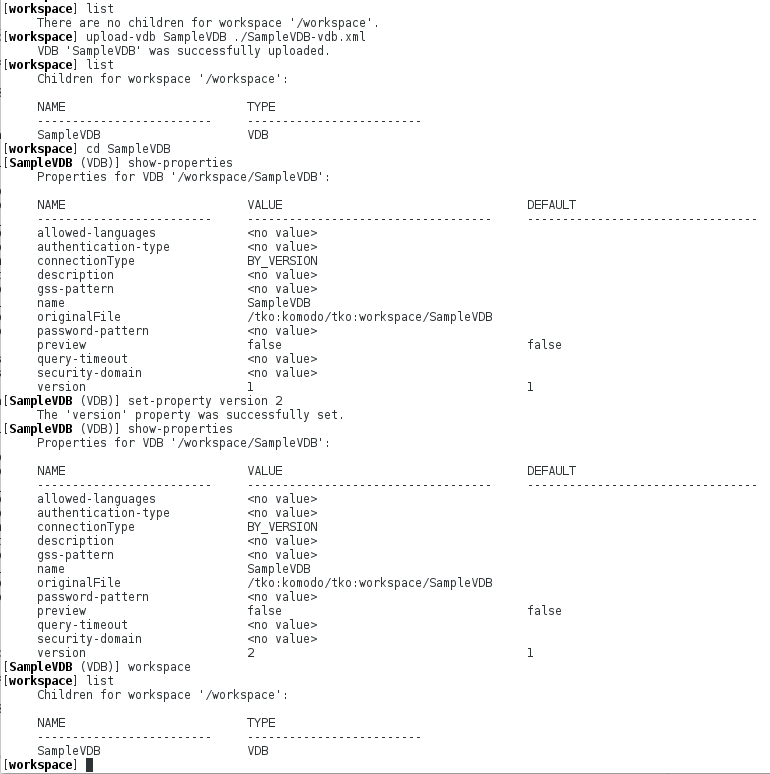 [workspace] list
There are no children for workspace '/workspace'.
[workspace] upload-vdb SampleVDB ./SampleVDB-vdb.xml
VDB 'SampleVDB' was successfully uploaded.
[workspace] list
Children for workspace '/workspace':
NAME TYPE
------------------------- -------------------------
SampleVDB VDB
[workspace] cd SampleVDB
[SampleVDB (VDB)] show-properties
Properties for VDB '/workspace/SampleVDB':
NAME VALUE DEFAULT
------------------------- ----------------------------------- ---------------------------------
allowed-languages <no value>
authentication-type <no value>
connectionType BY_VERSION
description <no value>
gss-pattern <no value>
name SampleVDB
originalFile /tko:komodo/tko:workspace/SampleVDB
password-pattern <no value>
preview false false
query-timeout <no value>
security-domain <no value>
version 1 1
[SampleVDB (VDB)] set-property version 2
The 'version' property was successfully set.
[SampleVDB (VDB)] show-properties
Properties for VDB '/workspace/SampleVDB':
NAME VALUE DEFAULT
------------------------- ----------------------------------- ---------------------------------
allowed-languages <no value>
authentication-type <no value>
connectionType BY_VERSION
description <no value>
gss-pattern <no value>
name SampleVDB
originalFile /tko:komodo/tko:workspace/SampleVDB
password-pattern <no value>
preview false false
query-timeout <no value>
security-domain <no value>
version 2 1
[SampleVDB (VDB)] workspace
[workspace] list
Children for workspace '/workspace':
NAME TYPE
------------------------- -------------------------
SampleVDB VDB
[workspace]